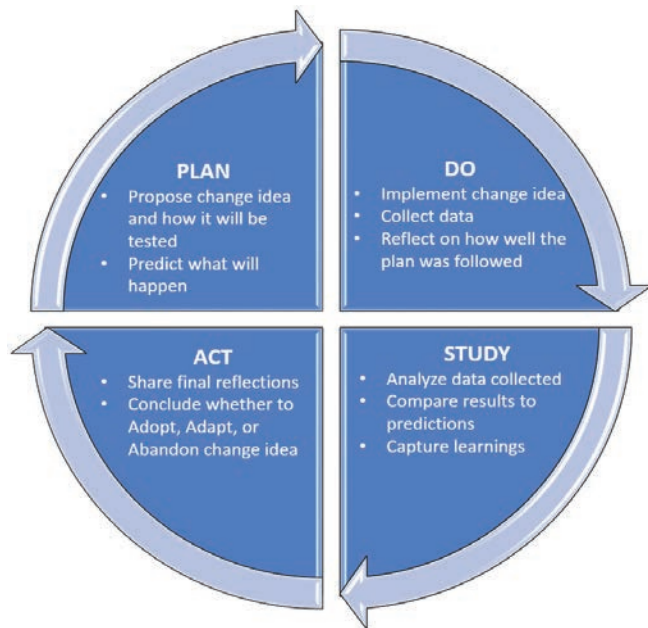 PLAN
• Propose change idea
and how it will be
tested
• Predict what will
happen
DO
• Implement change idea
• Collect data
• Reflect on how well the
plan was followed
ACT
• Share final reflections
• Conclude whether to
Adopt, Adapt, or
Abandon change idea
STUDY
• Analyze data collected
• Compare results to
predictions
• Capture learnings